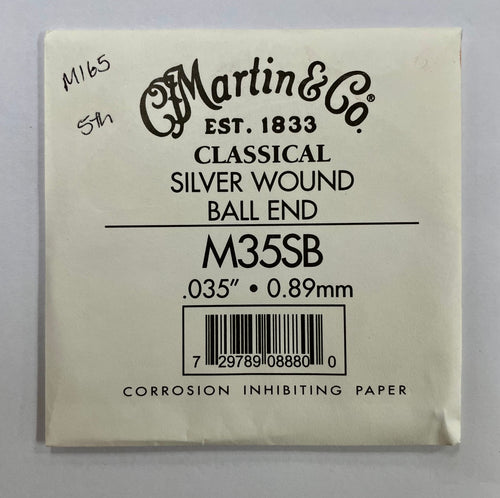 M165
5th
CFMartin&Co.®
EST. 1833
CLASSICAL
SILVER WOUND
BALL END
M35SB
.035” • 0.89mm
7 29789 08880 0
CORROSION INHIBITING PAPER